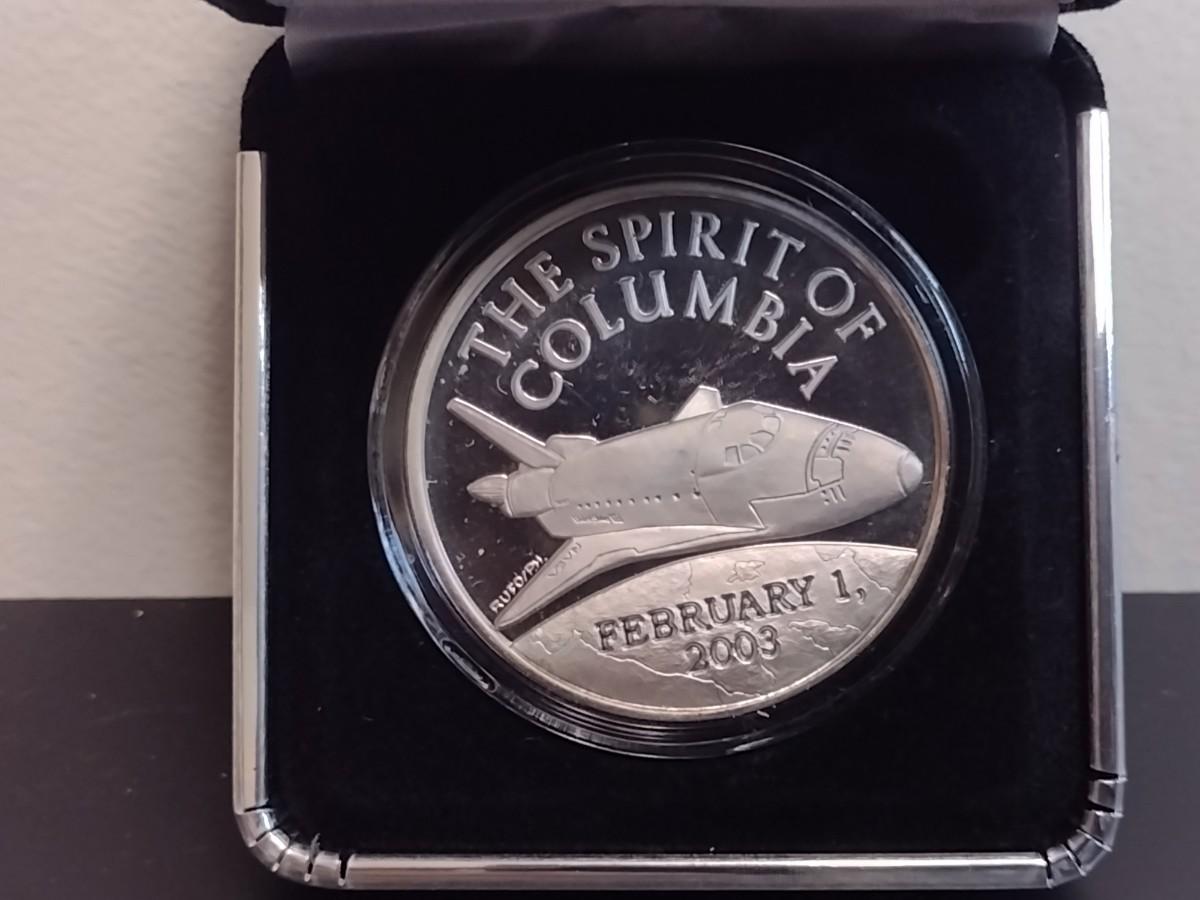 THE SPIRIT OF
COLUMBIA
FEBRUARY 1,
2003